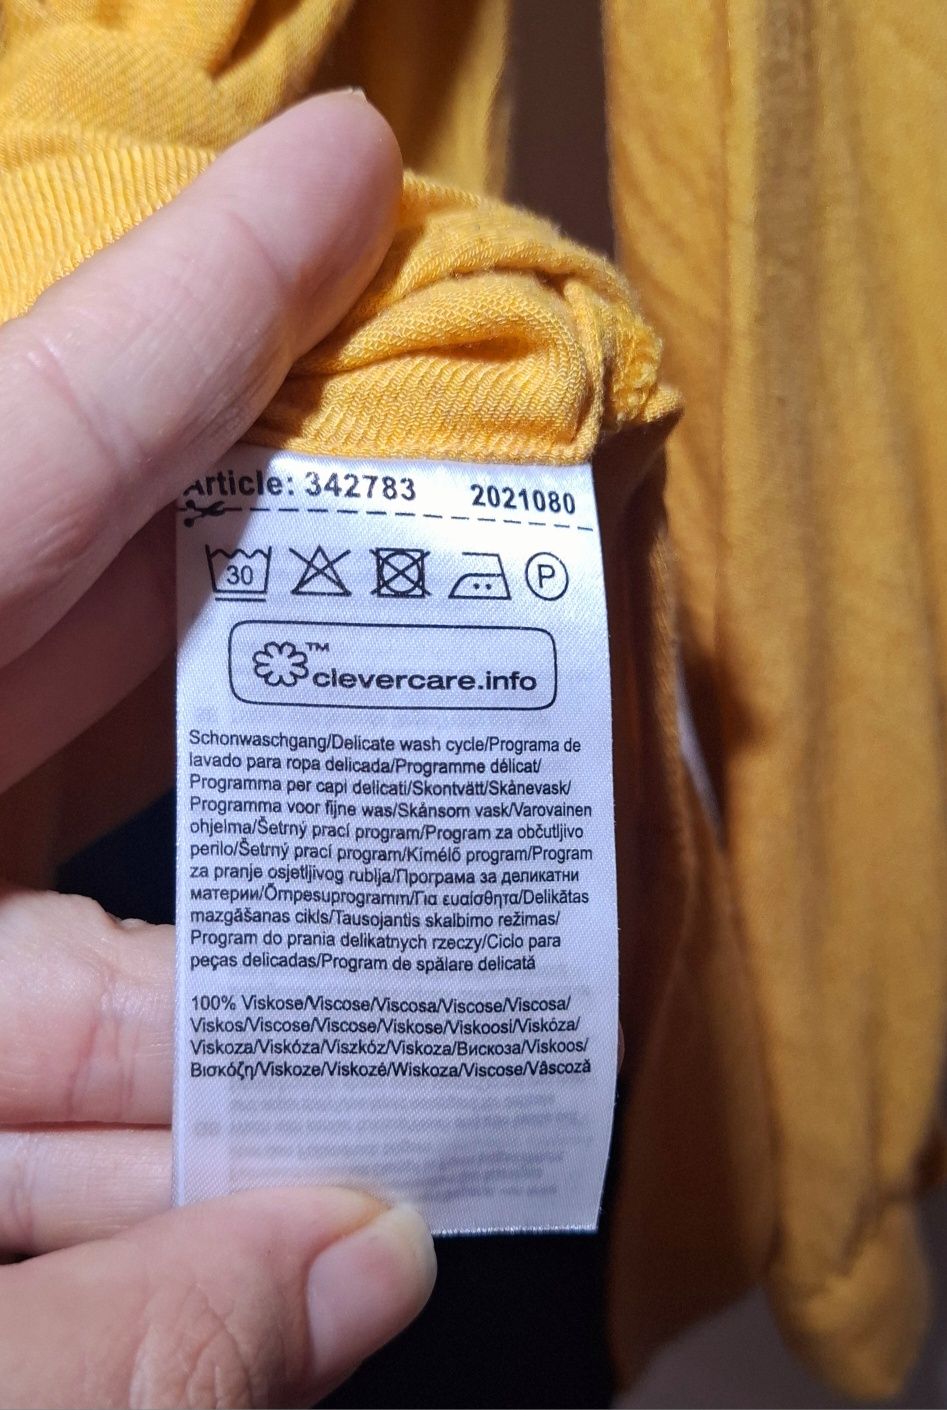 Article: 342783 2021080
30 P
™
clevercare.info
Schonwaschgang/Delicate wash cycle/Programa de
lavado para ropa delicada/Programme délicat/
Programma per capi delicati/Skontvätt/Skånevask/
Programma voor fijne was/Skånsom vask/Varovainen
ohjelma/Šetrný prací program/Program za občutljivo
perilo/Šetrný prací program/Kímélő program/Program
za pranje osjetljivog rublja/Програма за деликатни
материи/Õrnpesuprogramm/Για ευαίσθητα/Delikātas
mazgāšanas cikls/Tausojantis skalbimo režimas/
Program do prania delikatnych rzeczy/Ciclo para
peças delicadas/Program de spălare delicată
100% Viskose/Viscose/Viscosa/Viscose/Viscosa/
Viskos/Viscose/Viscose/Viskose/Viskoosi/Viskóza/
Viskoza/Viskóza/Viszkóz/Viskoza/Вискоза/Viskoos/
Βισκόζη/Viskoze/Viskozė/Wiskoza/Viscose/Vâscoză